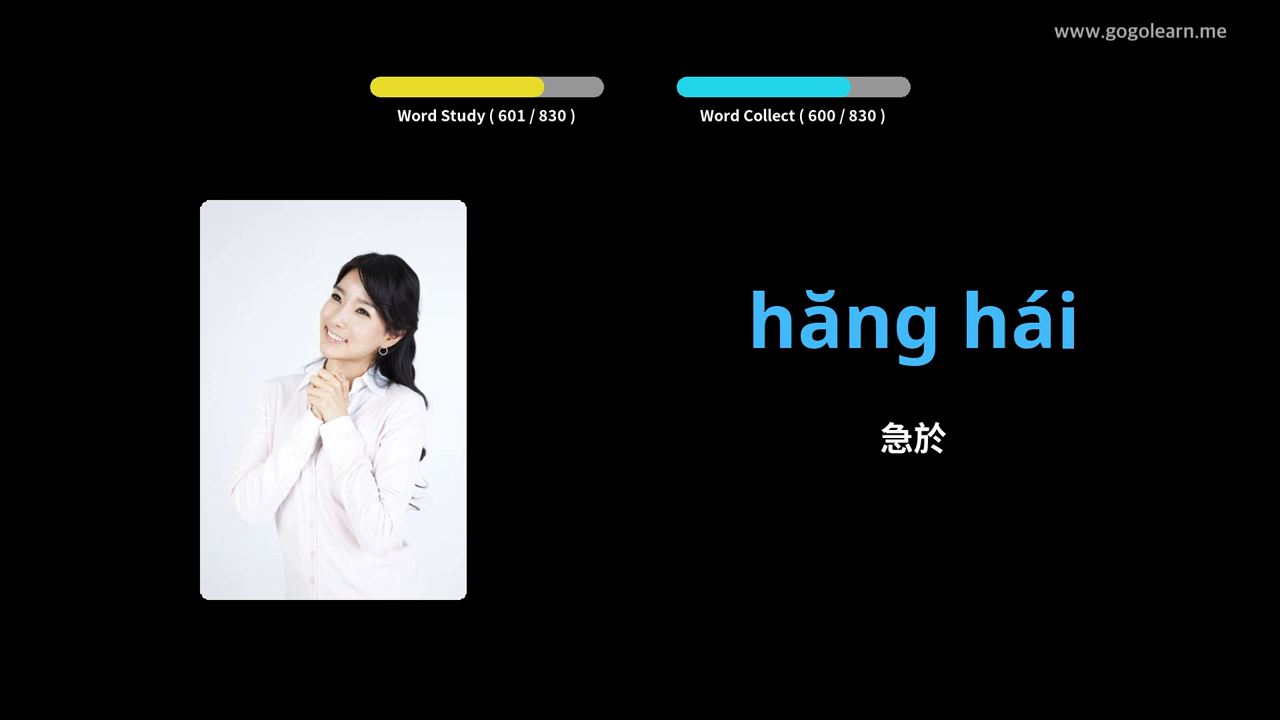 www.gogolearn.me
Word Study ( 601 / 830 )
Word Collect ( 600 / 830 )
hăng hái
急於